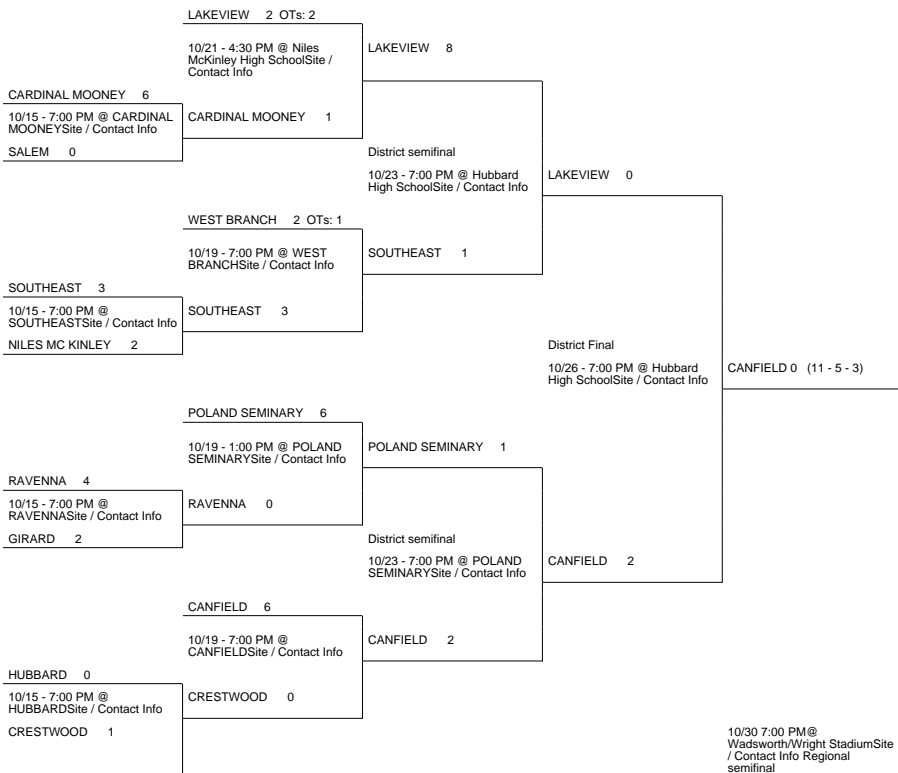 LAKEVIEW 2 OTs: 2
10/21 - 4:30 PM @ Niles
McKinley High SchoolSite /
Contact Info
LAKEVIEW 8
CARDINAL MOONEY 6
10/15 - 7:00 PM @ CARDINAL
MOONEYSite / Contact Info
CARDINAL MOONEY 1
SALEM 0
District semifinal
10/23 - 7:00 PM @ Hubbard
High SchoolSite / Contact Info
LAKEVIEW 0
WEST BRANCH 2 OTs: 1
10/19 - 7:00 PM @ WEST
BRANCHSite / Contact Info
SOUTHEAST 1
SOUTHEAST 3
10/15 - 7:00 PM @
SOUTHEASTSite / Contact Info
SOUTHEAST 3
NILES MC KINLEY 2
District Final
10/26 - 7:00 PM @ Hubbard
High SchoolSite / Contact Info
CANFIELD 0 (11 - 5 - 3)
POLAND SEMINARY 6
10/19 - 1:00 PM @ POLAND
SEMINARYSite / Contact Info
POLAND SEMINARY 1
RAVENNA 4
10/15 - 7:00 PM @
RAVENNASite / Contact Info
RAVENNA 0
GIRARD 2
District semifinal
10/23 - 7:00 PM @ POLAND
SEMINARYSite / Contact Info
CANFIELD 2
CANFIELD 6
10/19 - 7:00 PM @
CANFIELDSite / Contact Info
CANFIELD 2
HUBBARD 0
10/15 - 7:00 PM @
HUBBARDSite / Contact Info
CRESTWOOD 0
CRESTWOOD 1
10/30 7:00 PM@
Wadsworth/Wright StadiumSite
/ Contact Info Regional
semifinal